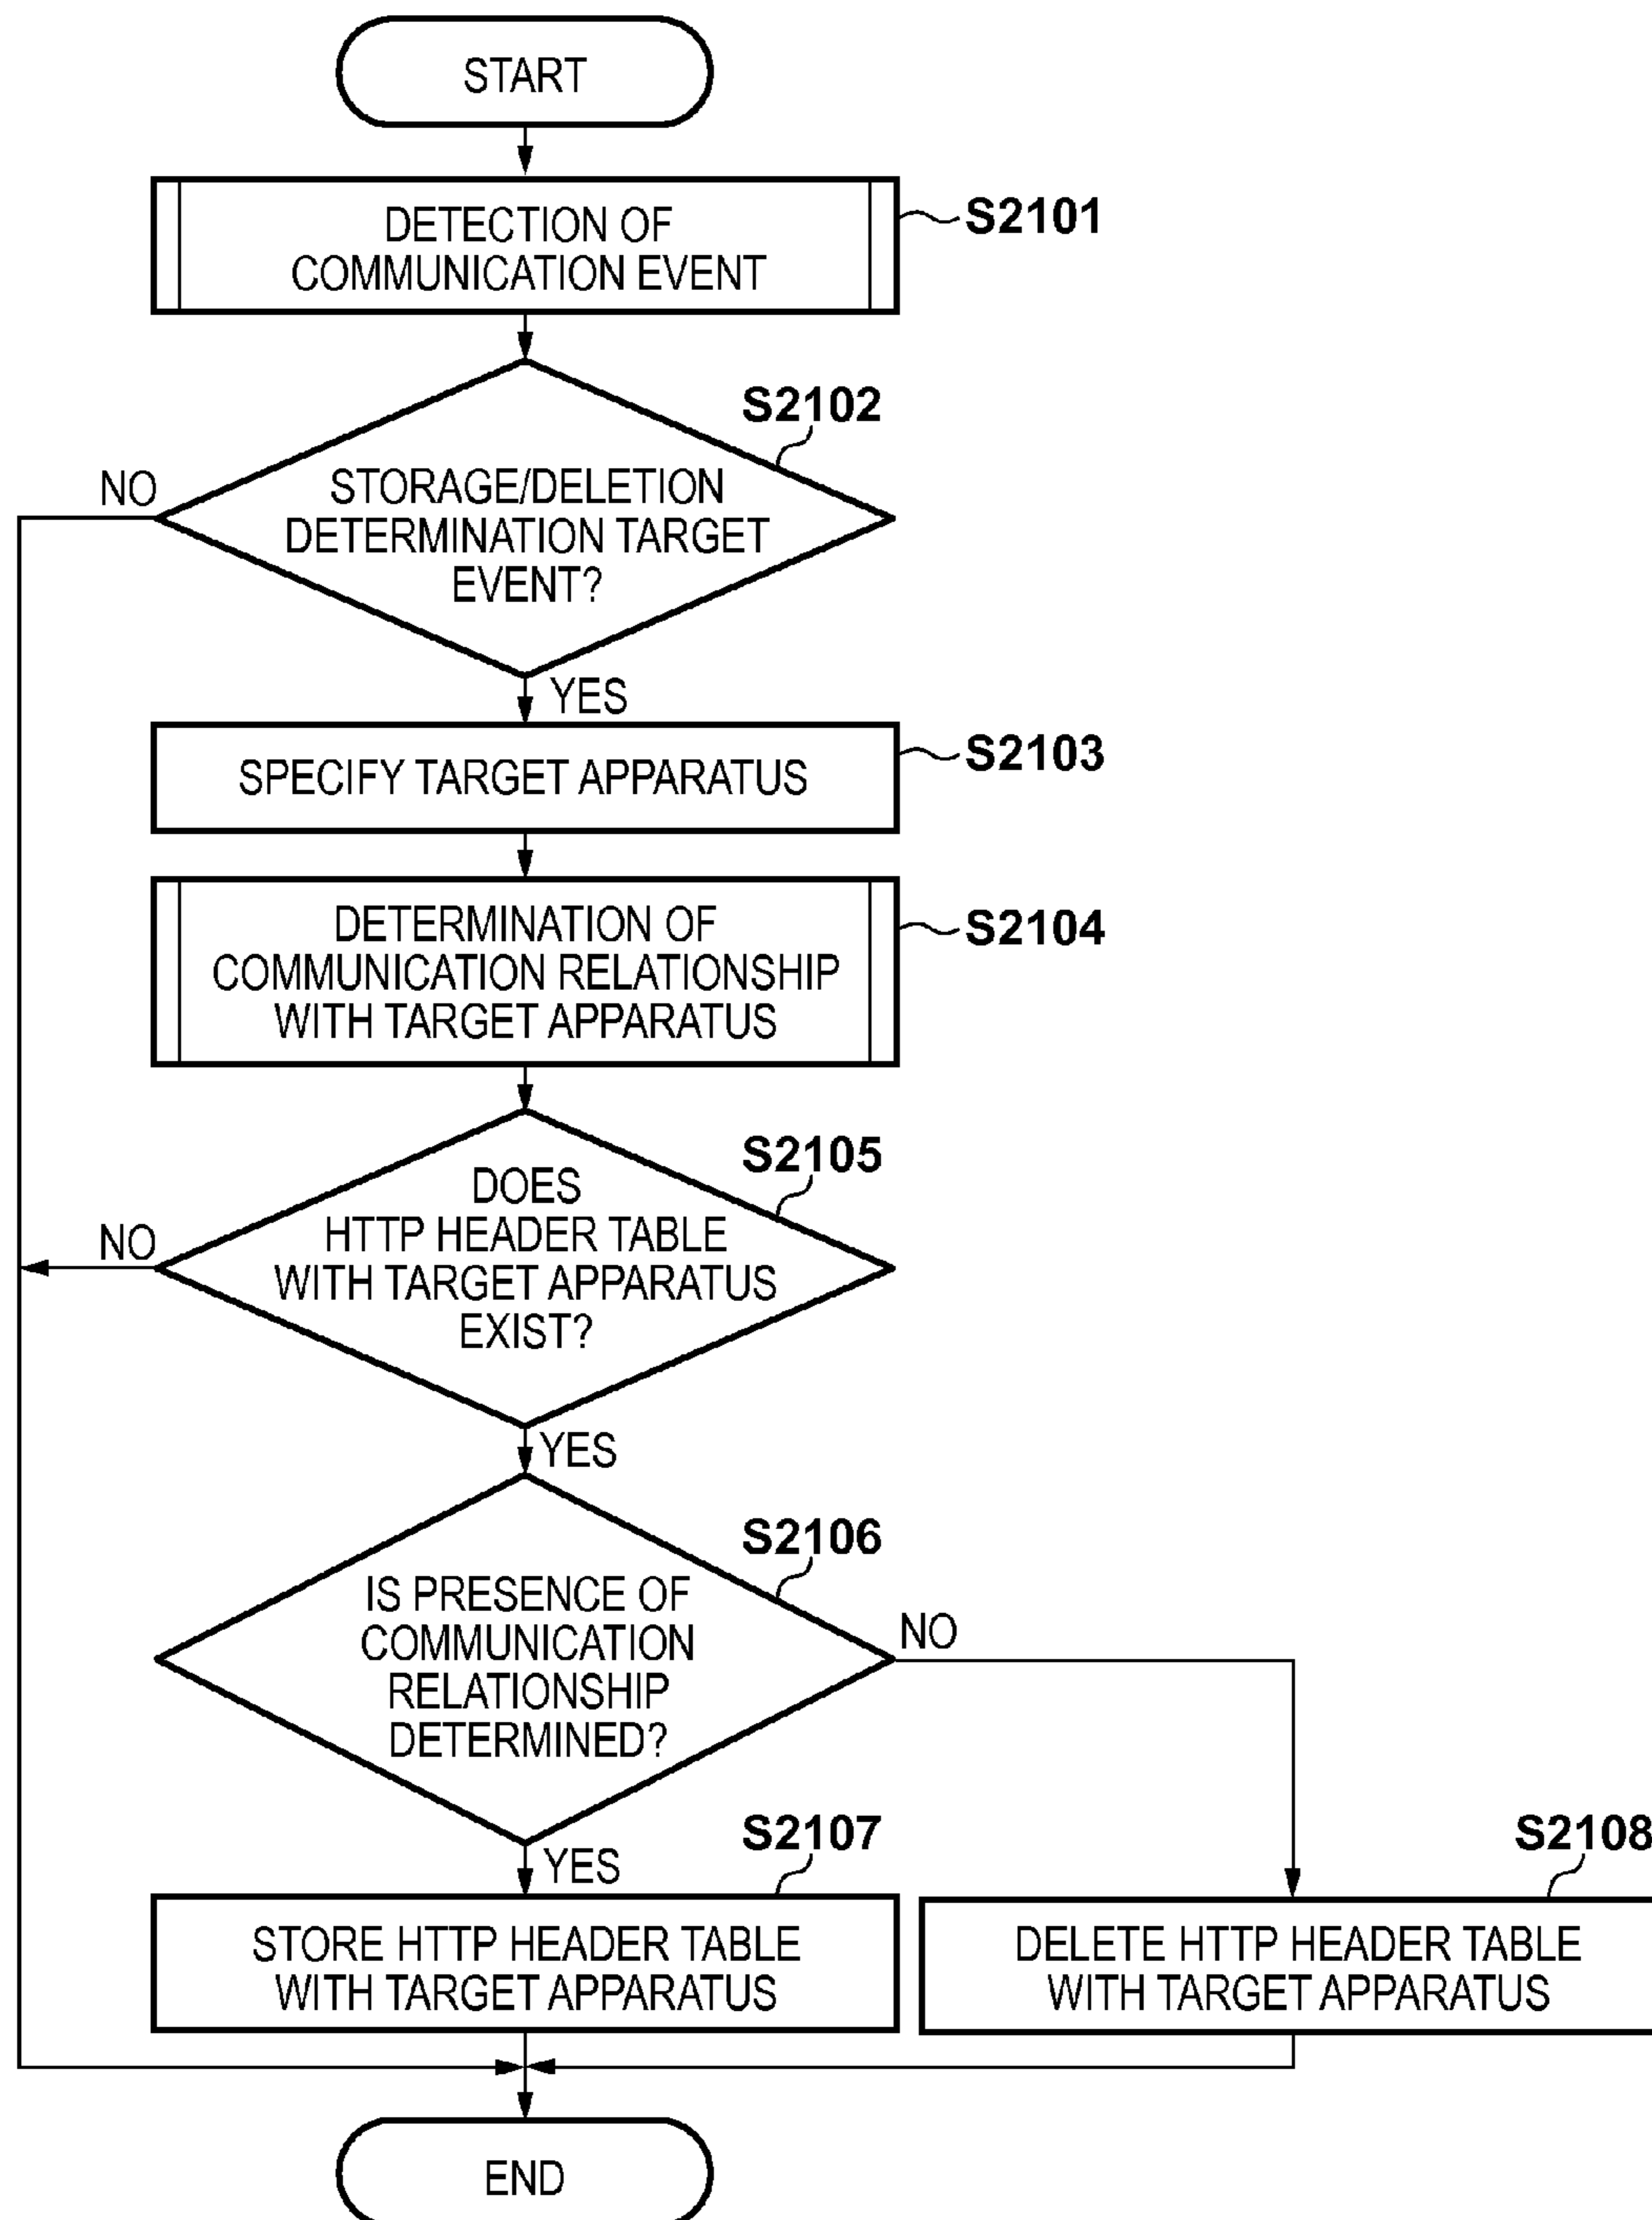 START
DETECTION OF
COMMUNICATION EVENT
S2101
S2102
NO
STORAGE/DELETION
DETERMINATION TARGET
EVENT?
YES
SPECIFY TARGET APPARATUS
S2103
DETERMINATION OF
COMMUNICATION RELATIONSHIP
WITH TARGET APPARATUS
S2104
S2105
NO
DOES
HTTP HEADER TABLE
WITH TARGET APPARATUS
EXIST?
YES
S2106
IS PRESENCE OF
COMMUNICATION
RELATIONSHIP
DETERMINED?
NO
YES
S2107
STORE HTTP HEADER TABLE
WITH TARGET APPARATUS
S2108
DELETE HTTP HEADER TABLE
WITH TARGET APPARATUS
END